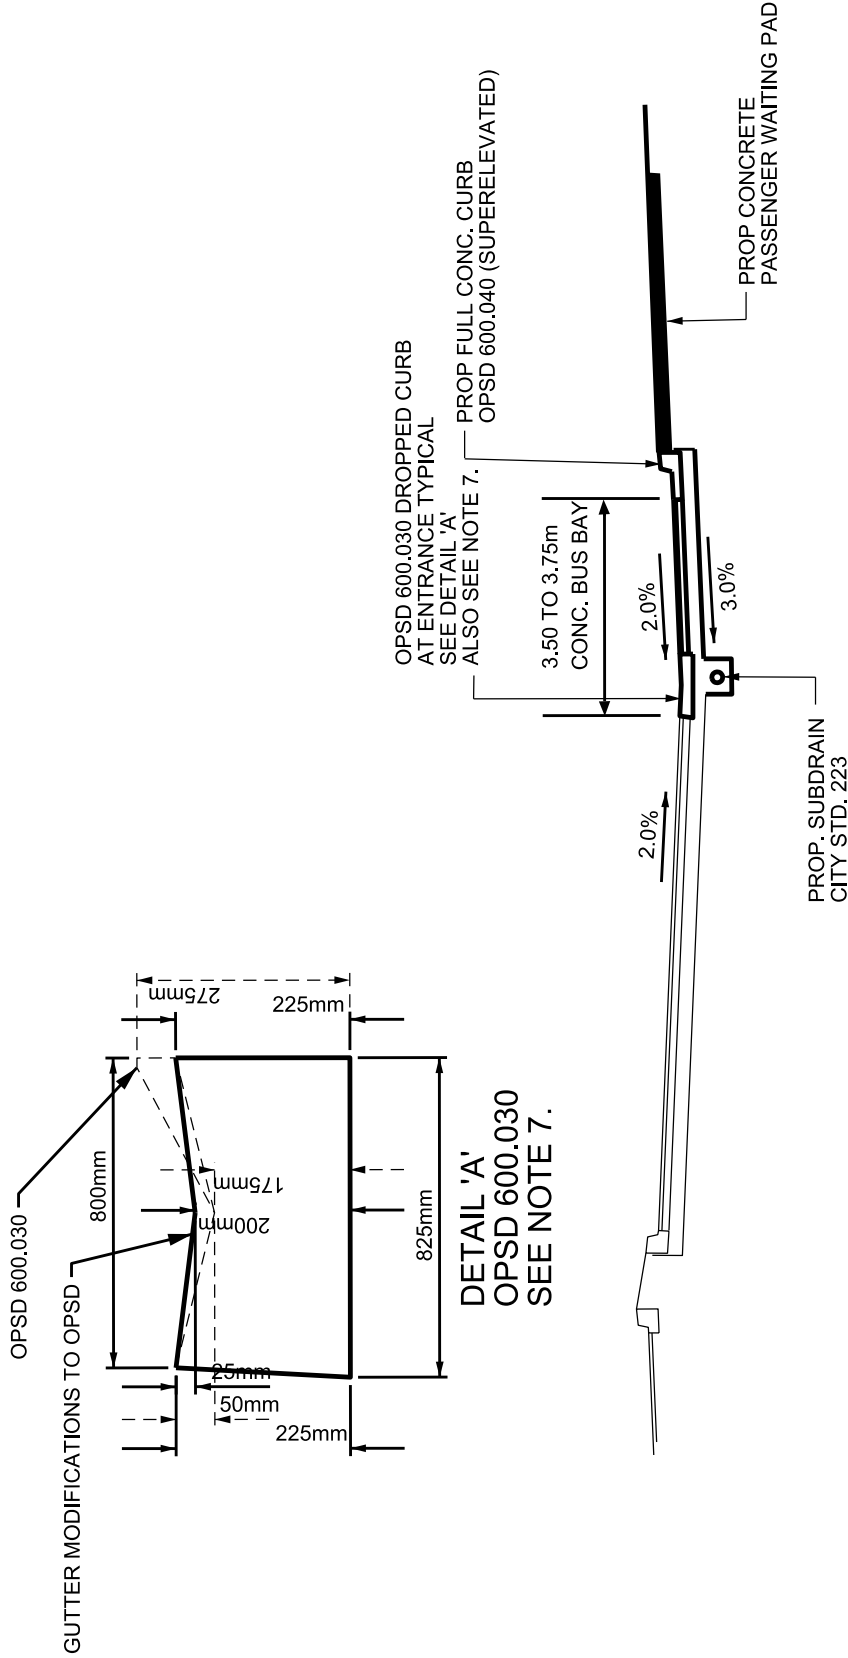 OPSD 600.030
GUTTER MODIFICATIONS TO OPSD
800mm
275mm
225mm
175mm
200mm
25mm
50mm
225mm
825mm
DETAIL 'A'
OPSD 600.030
SEE NOTE 7.
OPSD 600.030 DROPPED CURB
AT ENTRANCE TYPICAL
SEE DETAIL 'A'
ALSO SEE NOTE 7.
PROP FULL CONC. CURB
OPSD 600.040 (SUPERELEVATED)
3.50 TO 3.75m
CONC. BUS BAY
2.0%
2.0%
3.0%
PROP CONCRETE
PASSENGER WAITING PAD
PROP. SUBDRAIN
CITY STD. 223